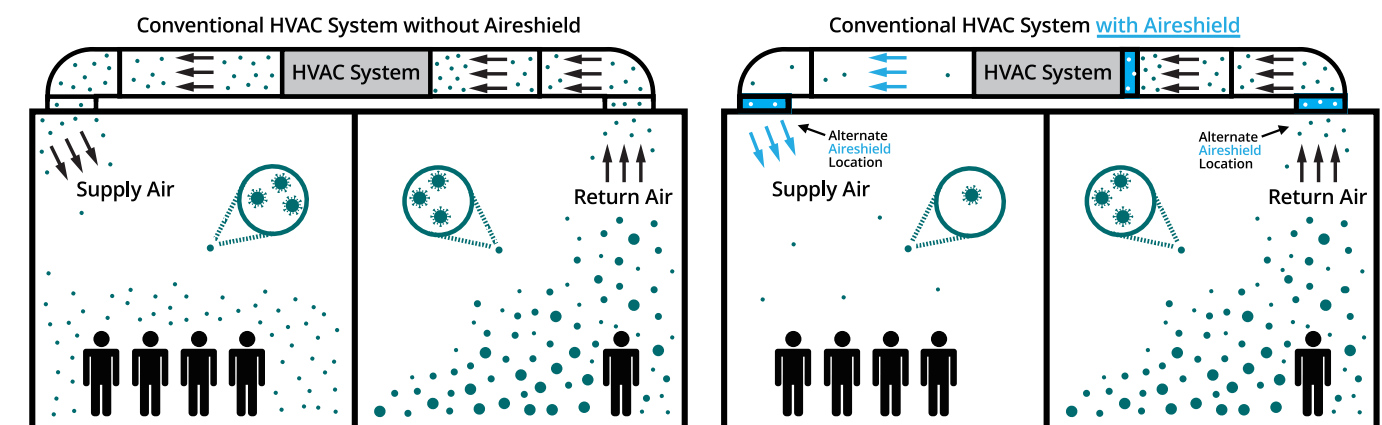 Conventional HVAC System without Aireshield
HVAC System
Supply Air
Return Air
Conventional HVAC System with Aireshield
HVAC System
Alternate
Aireshield
Location
Supply Air
Alternate
Aireshield
Location
Return Air